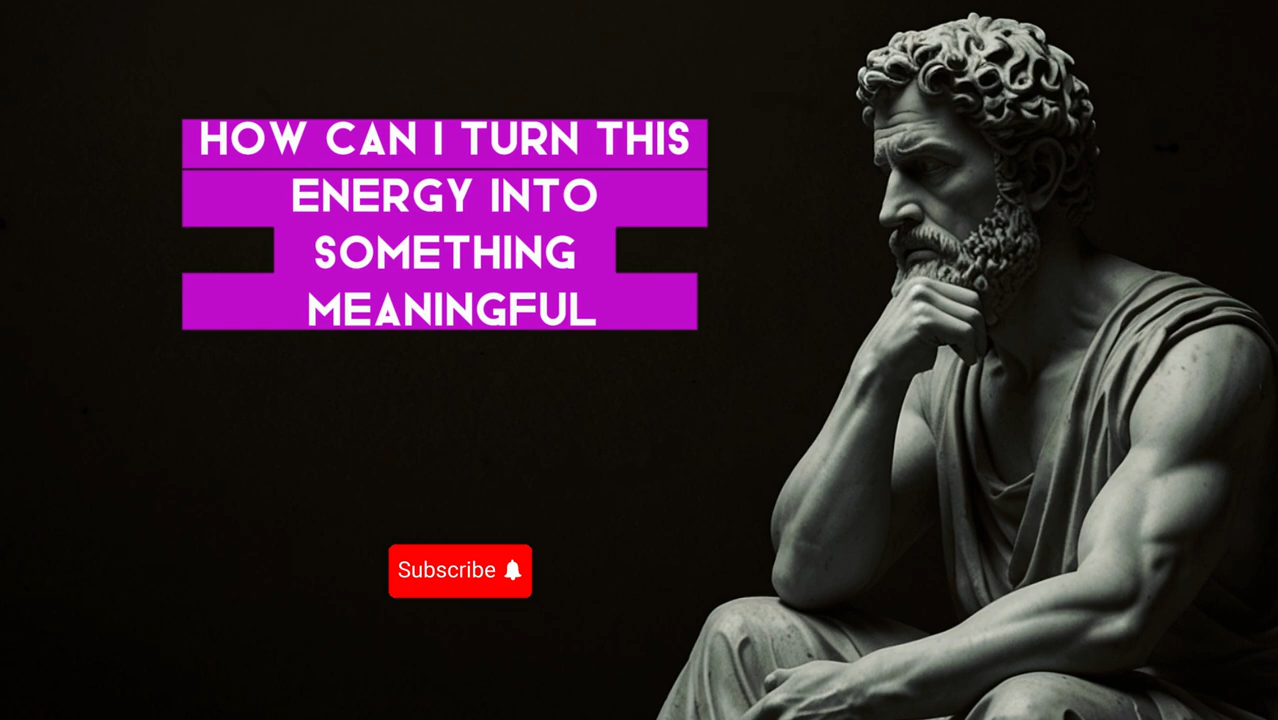 HOW CAN I TURN THIS
ENERGY INTO
SOMETHING
MEANINGFUL
Subscribe